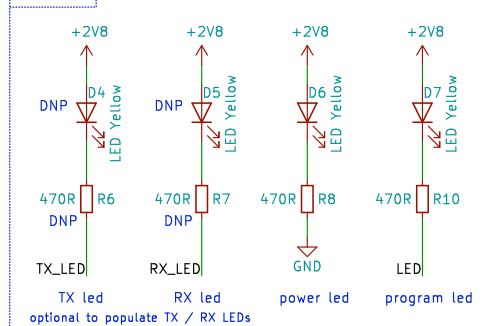 +2V8 +2V8 +2V8 +2V8
D4 D5 D6 D7
DNP DNP
LED Yellow LED Yellow LED Yellow LED Yellow
470R R6 470R R7 470R R8 470R R10
DNP DNP
TX_LED RX_LED GND LED
TX led RX led power led program led
optional to populate TX / RX LEDs